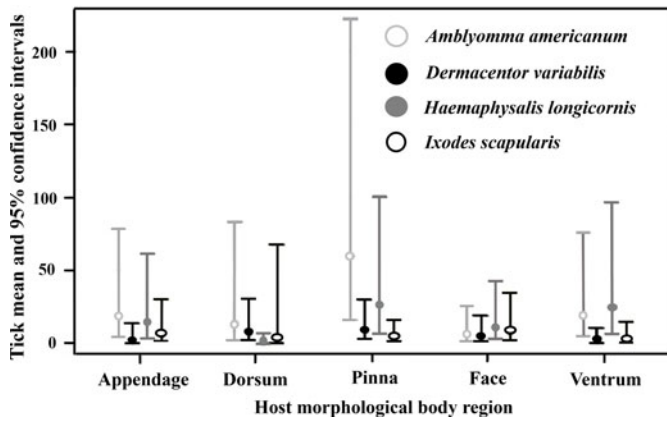 Tick mean and 95% confidence intervals
200
150
100
50
0
Amblyomma americanum
Dermacentor variabilis
Haemaphysalis longicornis
Ixodes scapularis
Appendage Dorsum Pinna Face Ventrum
Host morphological body region